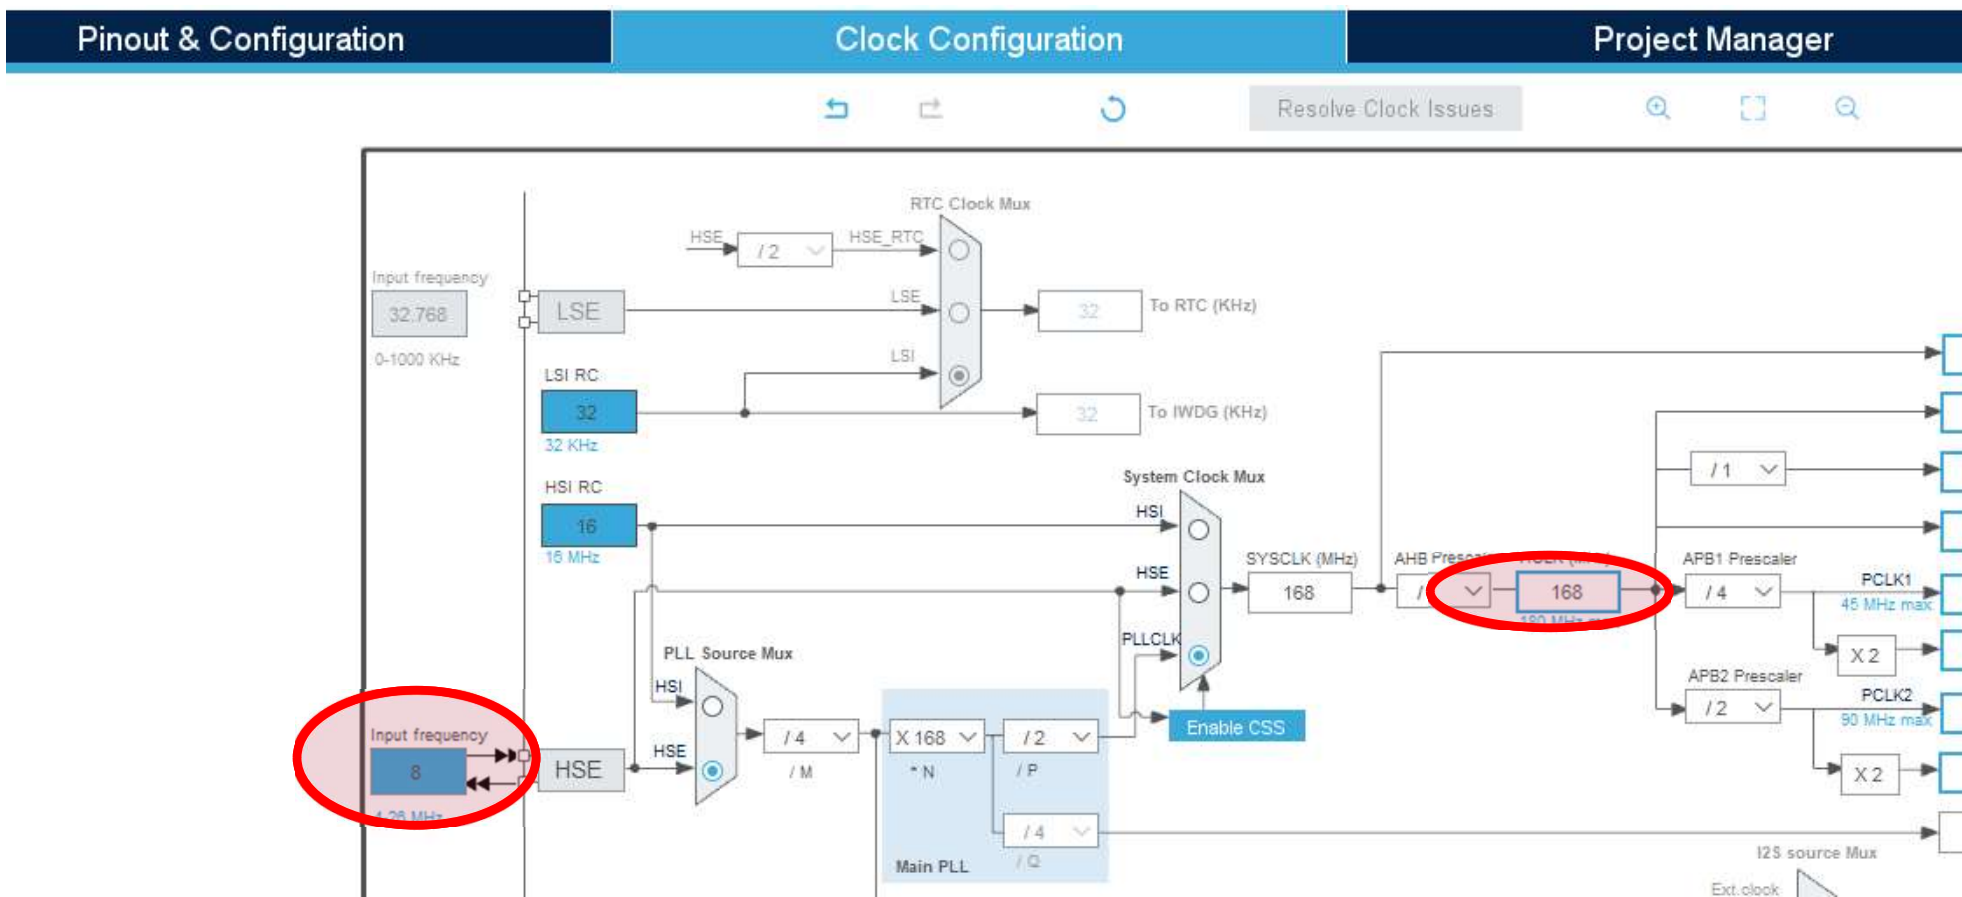 Pinout & Configuration
Clock Configuration
Project Manager
Resolve Clock Issues
RTC Clock Mux
HSE
/ 2
HSE_RTC
Input frequency
32.768
0-1000 KHz
LSE
LSE
32
To RTC (KHz)
LSI
LSI RC
32
32 KHz
32
To IWDG (KHz)
HSI RC
16
16 MHz
System Clock Mux
HSI
/ 1
SYSCLK (MHz)
AHB
APB1 Prescaler
HSE
168
/
168
180 MHz
/ 4
PCLK1
45 MHz max
PLLCLK
X 2
PLL Source Mux
HSI
APB2 Prescaler
/ 2
PCLK2
90 MHz max
Enable CSS
Input frequency
8
HSE
HSE
/ 4
/ M
X 168
* N
/ 2
/ P
X 2
/ 4
/ Q
Main PLL
I2S source Mux
Ext.clock